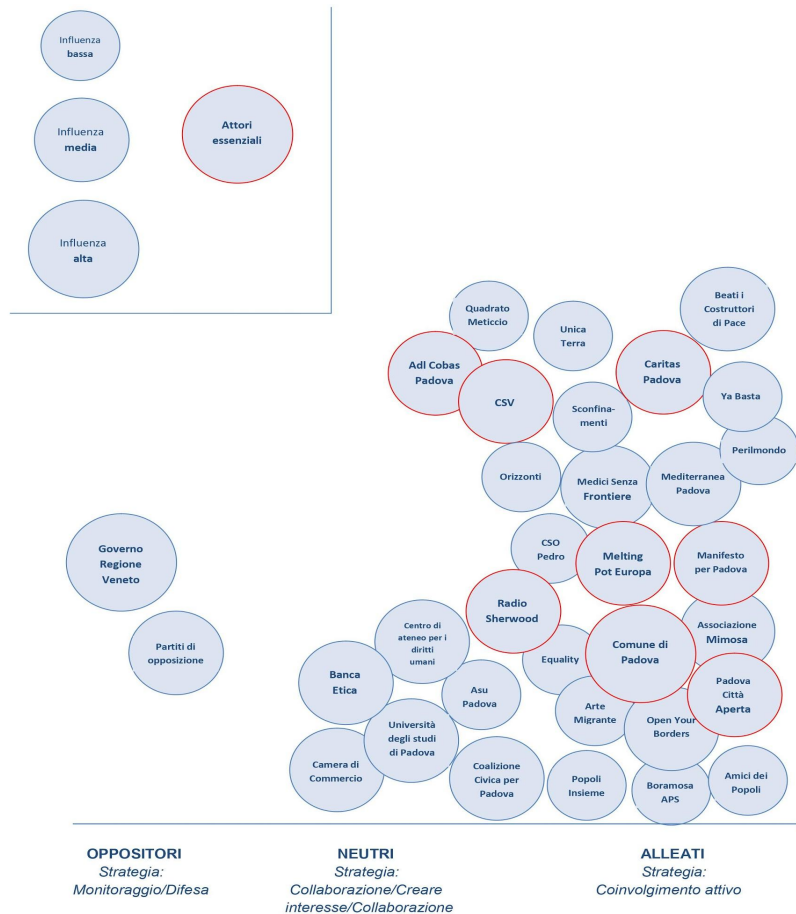 Influenza
bassa
Influenza
media
Attori
essenziali
Influenza
alta
Quadrato
Meticcio
Unica
Terra
Beati i
Costruttori
di Pace
Adl Cobas
Padova
CSV
Caritas
Padova
Sconfina-
menti
Ya Basta
Perilmondo
Orizzonti
Medici Senza
Frontiere
Mediterranea
Padova
CSO
Pedro
Melting
Pot Europa
Manifesto
per Padova
Governo
Regione
Veneto
Partiti di
opposizione
Radio
Sherwood
Centro di
ateneo per i
diritti
umani
Comune di
Padova
Associazione
Mimosa
Equality
Banca
Etica
Asu
Padova
Padova
Città
Aperta
Arte
Migrante
Open Your
Borders
Università
degli studi
di Padova
Camera di
Commercio
Coalizione
Civica per
Padova
Popoli
Insieme
Boramosa
APS
Amici dei
Popoli
OPPOSITORI
Strategia:
Monitoraggio/Difesa
NEUTRI
Strategia:
Collaborazione/Creare
interesse/Collaborazione
ALLEATI
Strategia:
Coinvolgimento attivo